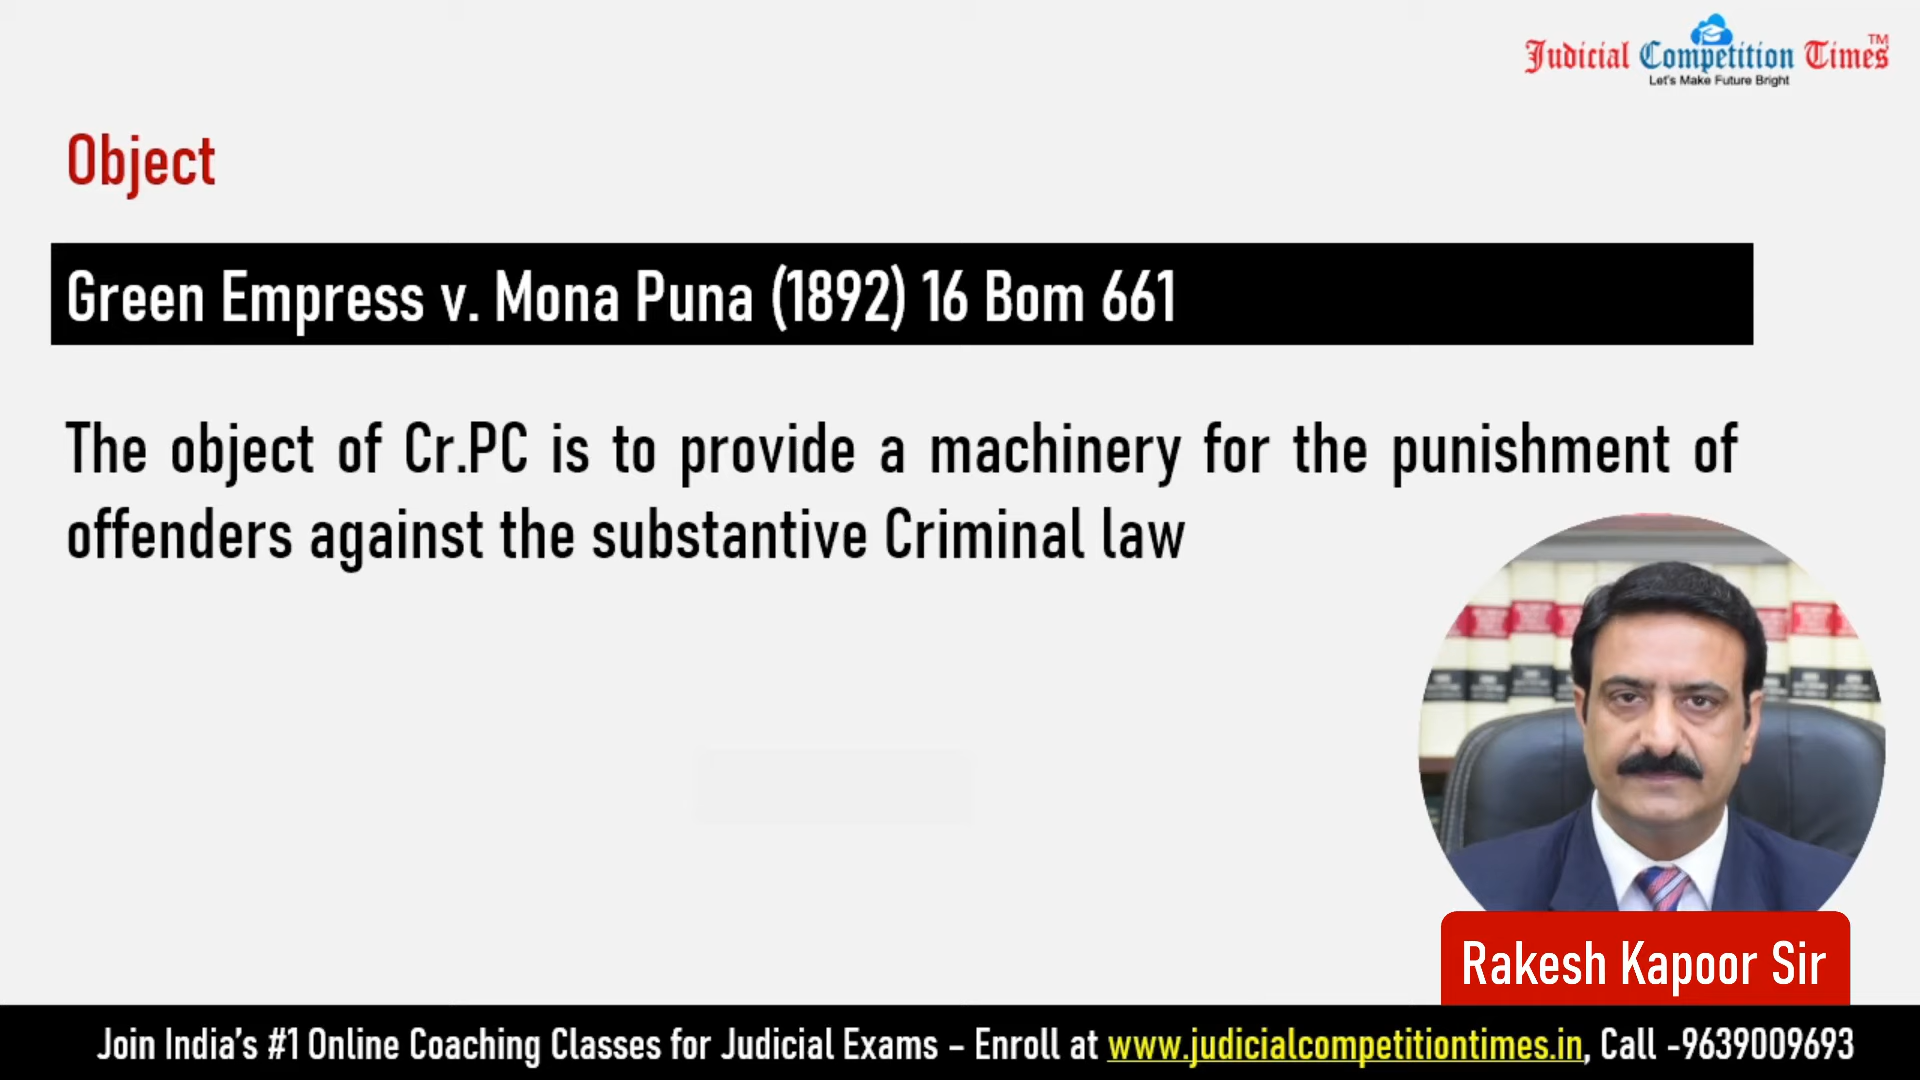 Judicial Competition Times™
Let's Make Future Bright
Object
Green Empress v. Mona Puna (1892) 16 Bom 661
The object of Cr.PC is to provide a machinery for the punishment of
offenders against the substantive Criminal law
Rakesh Kapoor Sir
Join India’s #1 Online Coaching Classes for Judicial Exams – Enroll at www.judicialcompetitiontimes.in, Call -9639009693